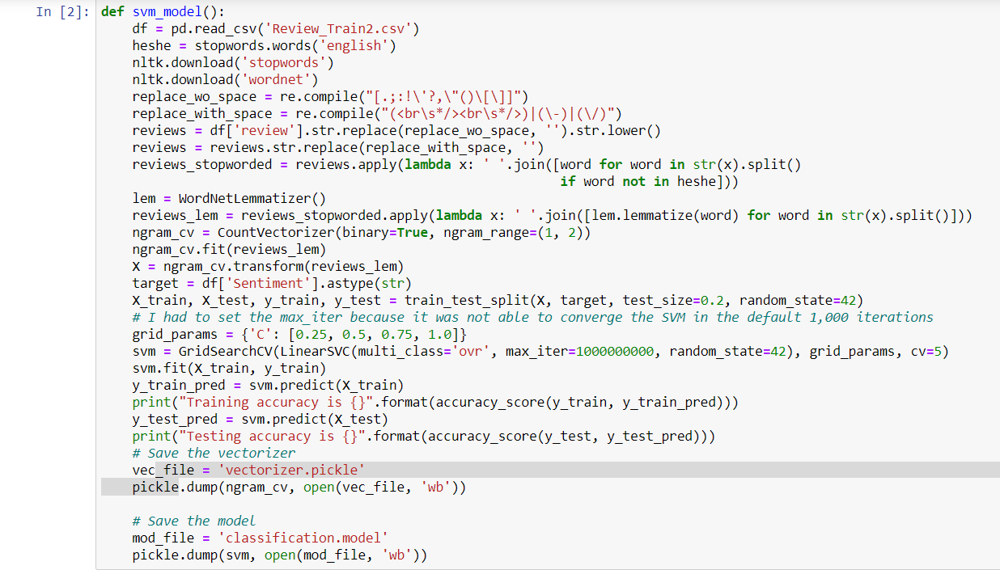 In [2]: def svm_model():
    df = pd.read_csv('Review_Train2.csv')
    heshe = stopwords.words('english')
    nltk.download('stopwords')
    nltk.download('wordnet')
    replace_wo_space = re.compile("[.;:!\'?,\"()\[\]]")
    replace_with_space = re.compile("(<br\s*/><br\s*/>)|(\-)|(\/)")
    reviews = df['review'].str.replace(replace_wo_space, '').str.lower()
    reviews = reviews.str.replace(replace_with_space, '')
    reviews_stopworded = reviews.apply(lambda x: ' '.join([word for word in str(x).split()
                                                           if word not in heshe]))
    lem = WordNetLemmatizer()
    reviews_lem = reviews_stopworded.apply(lambda x: ' '.join([lem.lemmatize(word) for word in str(x).split()]))
    ngram_cv = CountVectorizer(binary=True, ngram_range=(1, 2))
    ngram_cv.fit(reviews_lem)
    X = ngram_cv.transform(reviews_lem)
    target = df['Sentiment'].astype(str)
    X_train, X_test, y_train, y_test = train_test_split(X, target, test_size=0.2, random_state=42)
    # I had to set the max_iter because it was not able to converge the SVM in the default 1,000 iterations
    grid_params = {'C': [0.25, 0.5, 0.75, 1.0]}
    svm = GridSearchCV(LinearSVC(multi_class='ovr', max_iter=1000000000, random_state=42), grid_params, cv=5)
    svm.fit(X_train, y_train)
    y_train_pred = svm.predict(X_train)
    print("Training accuracy is {}".format(accuracy_score(y_train, y_train_pred)))
    y_test_pred = svm.predict(X_test)
    print("Testing accuracy is {}".format(accuracy_score(y_test, y_test_pred)))
    # Save the vectorizer
    vec_file = 'vectorizer.pickle'
    pickle.dump(ngram_cv, open(vec_file, 'wb'))

    # Save the model
    mod_file = 'classification.model'
    pickle.dump(svm, open(mod_file, 'wb'))